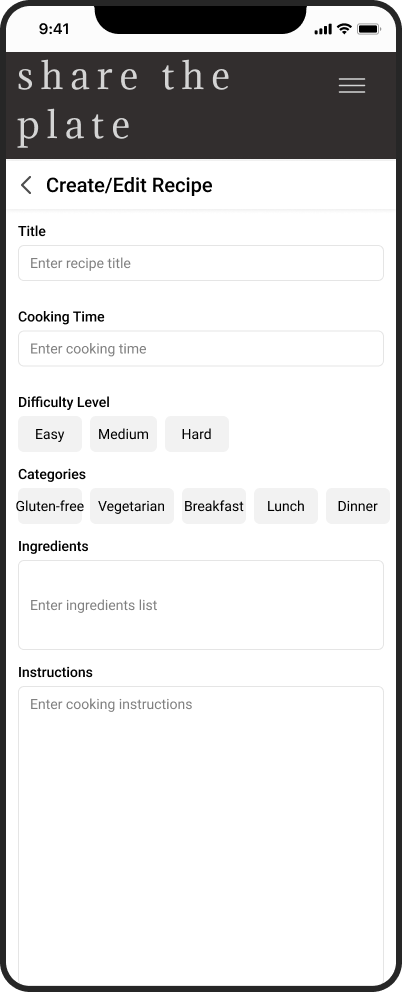 9:41
share the
plate
Create/Edit Recipe
Title
Enter recipe title
Cooking Time
Enter cooking time
Difficulty Level
Easy Medium Hard
Categories
Gluten-free Vegetarian Breakfast Lunch Dinner
Ingredients
Enter ingredients list
Instructions
Enter cooking instructions